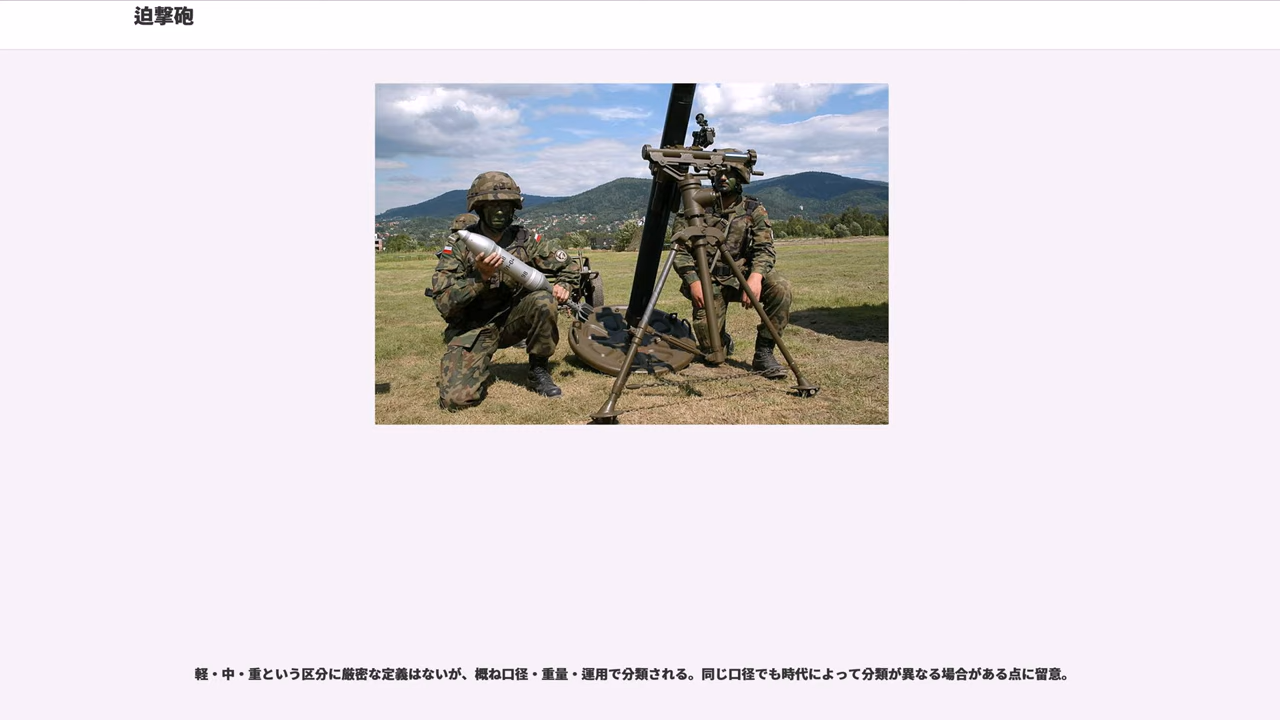 迫撃砲
軽・中・重という区分に厳密な定義はないが、概ね口径・重量・運用で分類される。同じ口径でも時代によって分類が異なる場合がある点に留意。